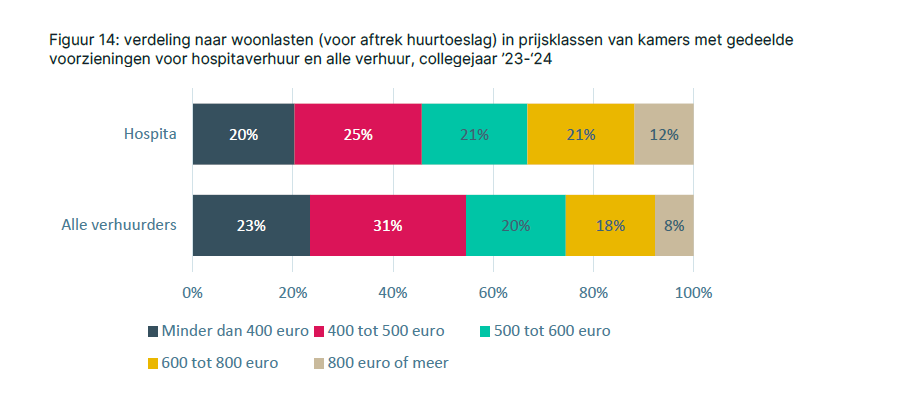 Figuur 14: verdeling naar woonlasten (voor aftrek huurtoeslag) in prijsklassen van kamers met gedeelde
voorzieningen voor hospitaverhuur en alle verhuur, collegejaar ’23-‘24
Hospita
20%
25%
21%
21%
12%
Alle verhuurders
23%
31%
20%
18%
8%
0%
20%
40%
60%
80%
100%
Minder dan 400 euro
400 tot 500 euro
500 tot 600 euro
600 tot 800 euro
800 euro of meer